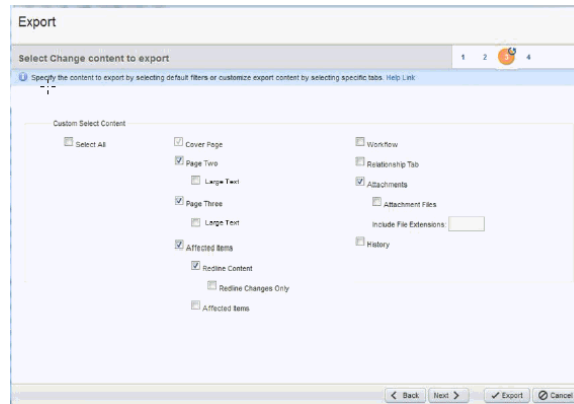 Export
Select Change content to export
1 2 3 4
Specify the content to export by selecting default filters or customize export content by selecting specific tabs. Help Link
Custom Select Content
Select All
Cover Page
Page Two
Large Text
Page Three
Large Text
Affected Items
Redline Content
Redline Changes Only
Affected Items
Workflow
Relationship Tab
Attachments
Attachment Files
Include File Extensions:
History
Back Next Export Cancel